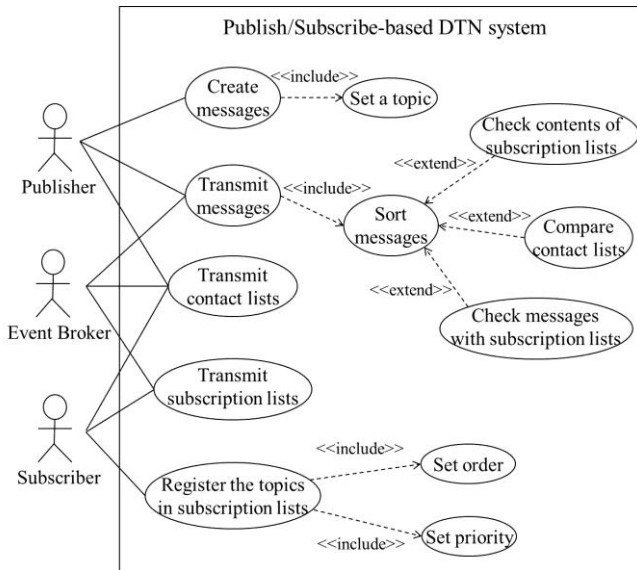 Publish/Subscribe-based DTN system
Create
messages
<<include>>
Set a topic
Publisher
Check contents of
subscription lists
<<extend>>
Transmit
messages
<<include>>
Sort
messages
<<extend>>
Compare
contact lists
Event Broker
Transmit
contact lists
<<extend>>
Check messages
with subscription lists
Transmit
subscription lists
Subscriber
Register the topics
in subscription lists
<<include>>
Set order
<<include>>
Set priority